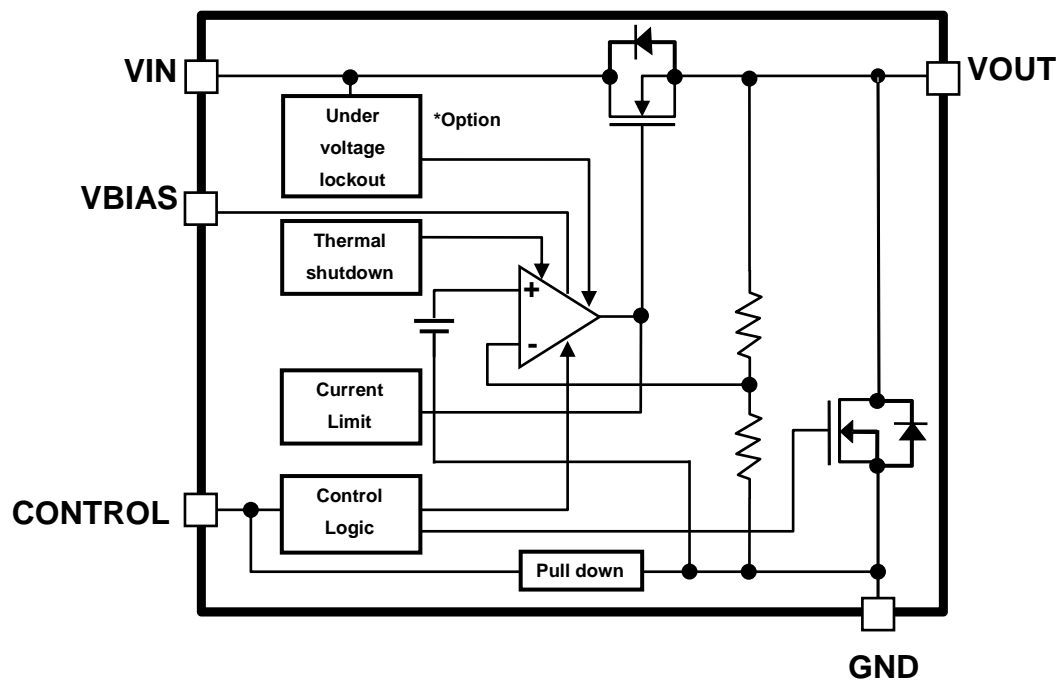 VIN
VOUT
Under
voltage
lockout
*Option
VBIAS
Thermal
shutdown
+
-
Current
Limit
CONTROL
Control
Logic
Pull down
GND